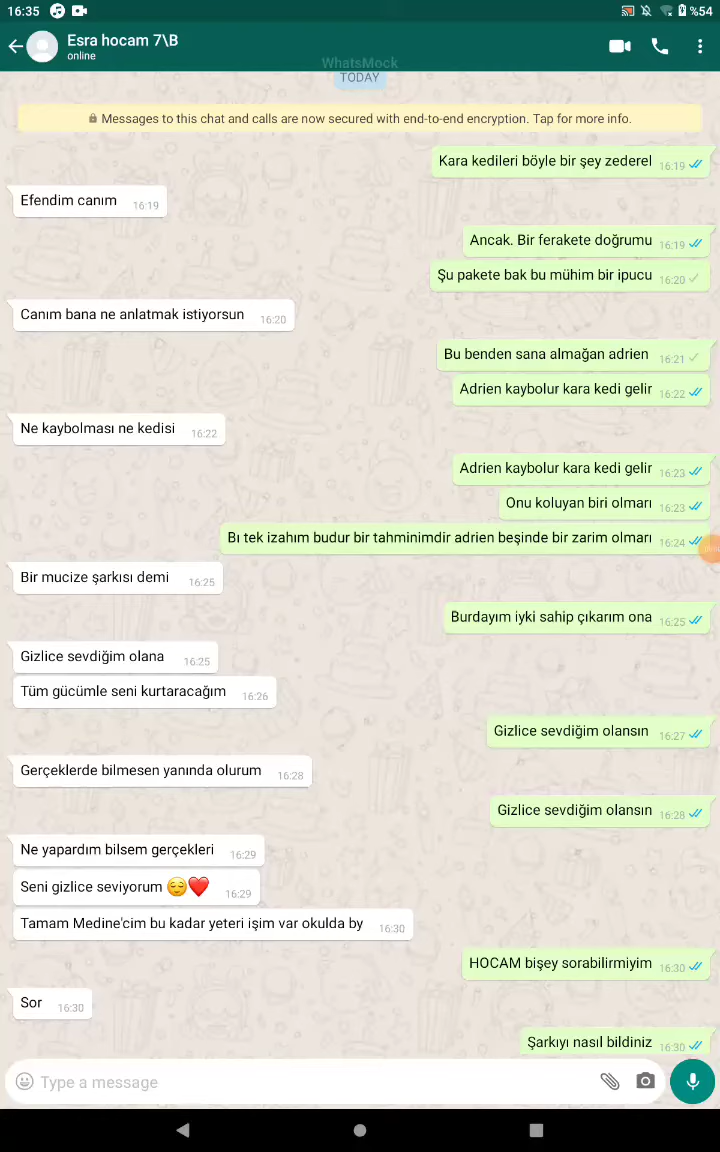 16:35 %54
Esra hocam 7\B
online
WhatsMock
TODAY
Messages to this chat and calls are now secured with end-to-end encryption. Tap for more info.
Kara kedileri böyle bir şey zederel 16:19
Efendim canım 16:19
Ancak. Bir ferakete doğrumu 16:19
Şu pakete bak bu mühim bir ipucu 16:20
Canım bana ne anlatmak istiyorsun 16:20
Bu benden sana almağan adrien 16:21
Adrien kaybolur kara kedi gelir 16:22
Ne kaybolması ne kedisi 16:22
Adrien kaybolur kara kedi gelir 16:23
Onu koluyan biri olmarı 16:23
Bı tek izahım budur bir tahminimdir adrien beşinde bir zarim olmarı 16:24
Bir mucize şarkısı demi 16:25
Burdayım iyki sahip çıkarım ona 16:25
Gizlice sevdiğim olana 16:25
Tüm gücümle seni kurtaracağım 16:26
Gizlice sevdiğim olansın 16:27
Gerçeklerde bilmesen yanında olurum 16:28
Gizlice sevdiğim olansın 16:28
Ne yapardım bilsem gerçekleri 16:29
Seni gizlice seviyorum 😌❤️ 16:29
Tamam Medine'cim bu kadar yeteri işim var okulda by 16:30
HOCAM bişey sorabilirmiyim 16:30
Sor 16:30
Şarkıyı nasıl bildiniz 16:30
Type a message